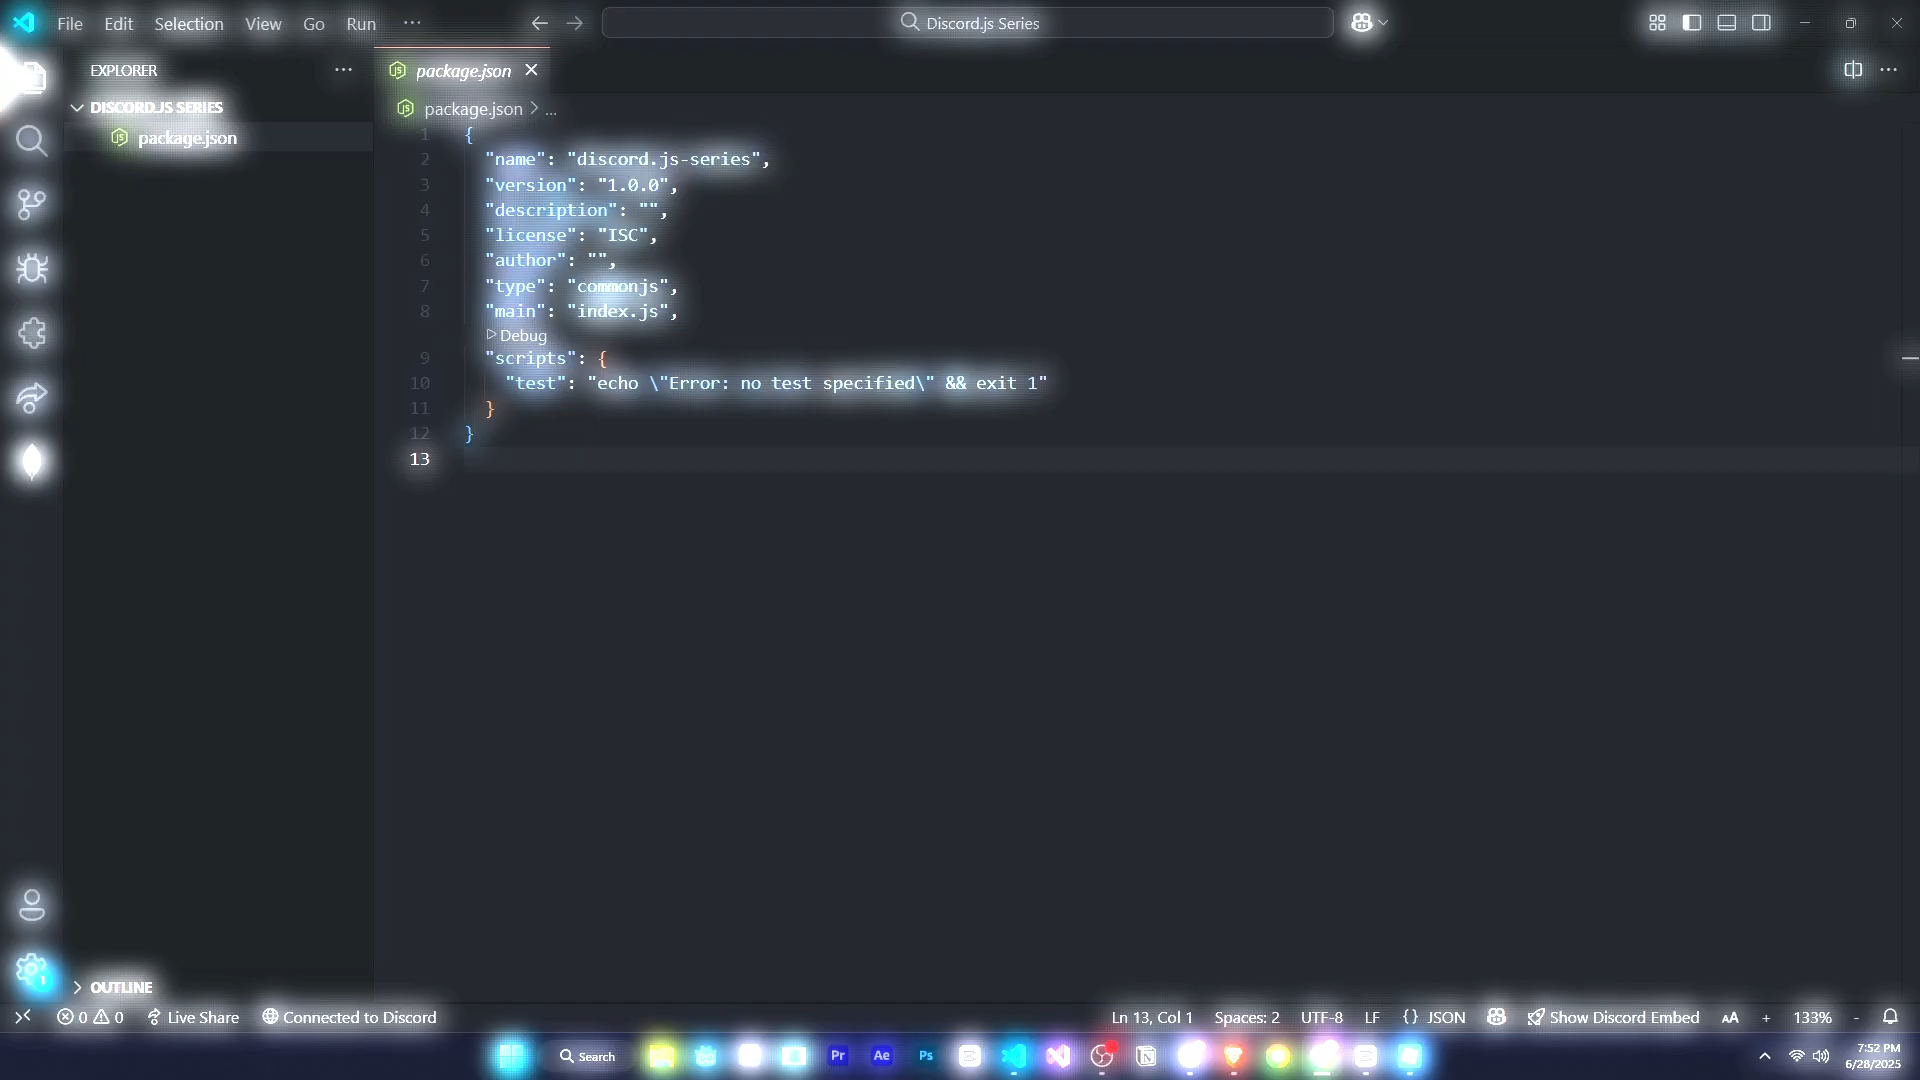 File Edit Selection View Go Run ···
Discord.js Series
EXPLORER ···
DISCORD.JS SERIES
package.json
package.json
package.json > ...
1 {
2 "name": "discord.js-series",
3 "version": "1.0.0",
4 "description": "",
5 "license": "ISC",
6 "author": "",
7 "type": "commonjs",
8 "main": "index.js",
Debug
9 "scripts": {
10 "test": "echo \"Error: no test specified\" && exit 1"
11 }
12 }
13
1
OUTLINE
0 0 Live Share Connected to Discord
Ln 13, Col 1 Spaces: 2 UTF-8 LF {} JSON Show Discord Embed AA + 133% -
Search Pr Ae Ps
7:52 PM
6/28/2025